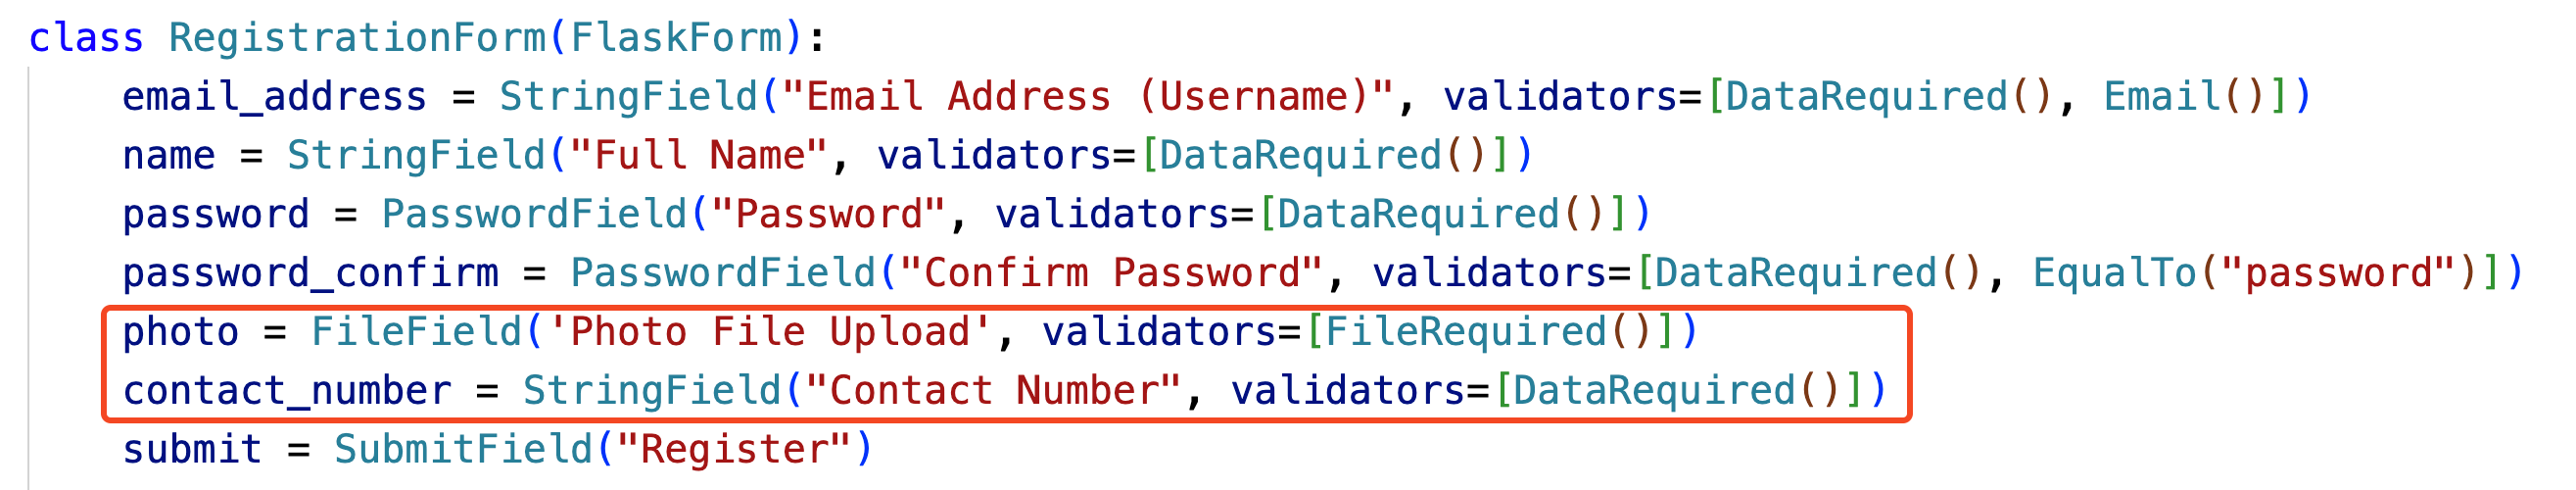 class RegistrationForm(FlaskForm):
    email_address = StringField("Email Address (Username)", validators=[DataRequired(), Email()])
    name = StringField("Full Name", validators=[DataRequired()])
    password = PasswordField("Password", validators=[DataRequired()])
    password_confirm = PasswordField("Confirm Password", validators=[DataRequired(), EqualTo("password")])
    photo = FileField('Photo File Upload', validators=[FileRequired()])
    contact_number = StringField("Contact Number", validators=[DataRequired()])
    submit = SubmitField("Register")